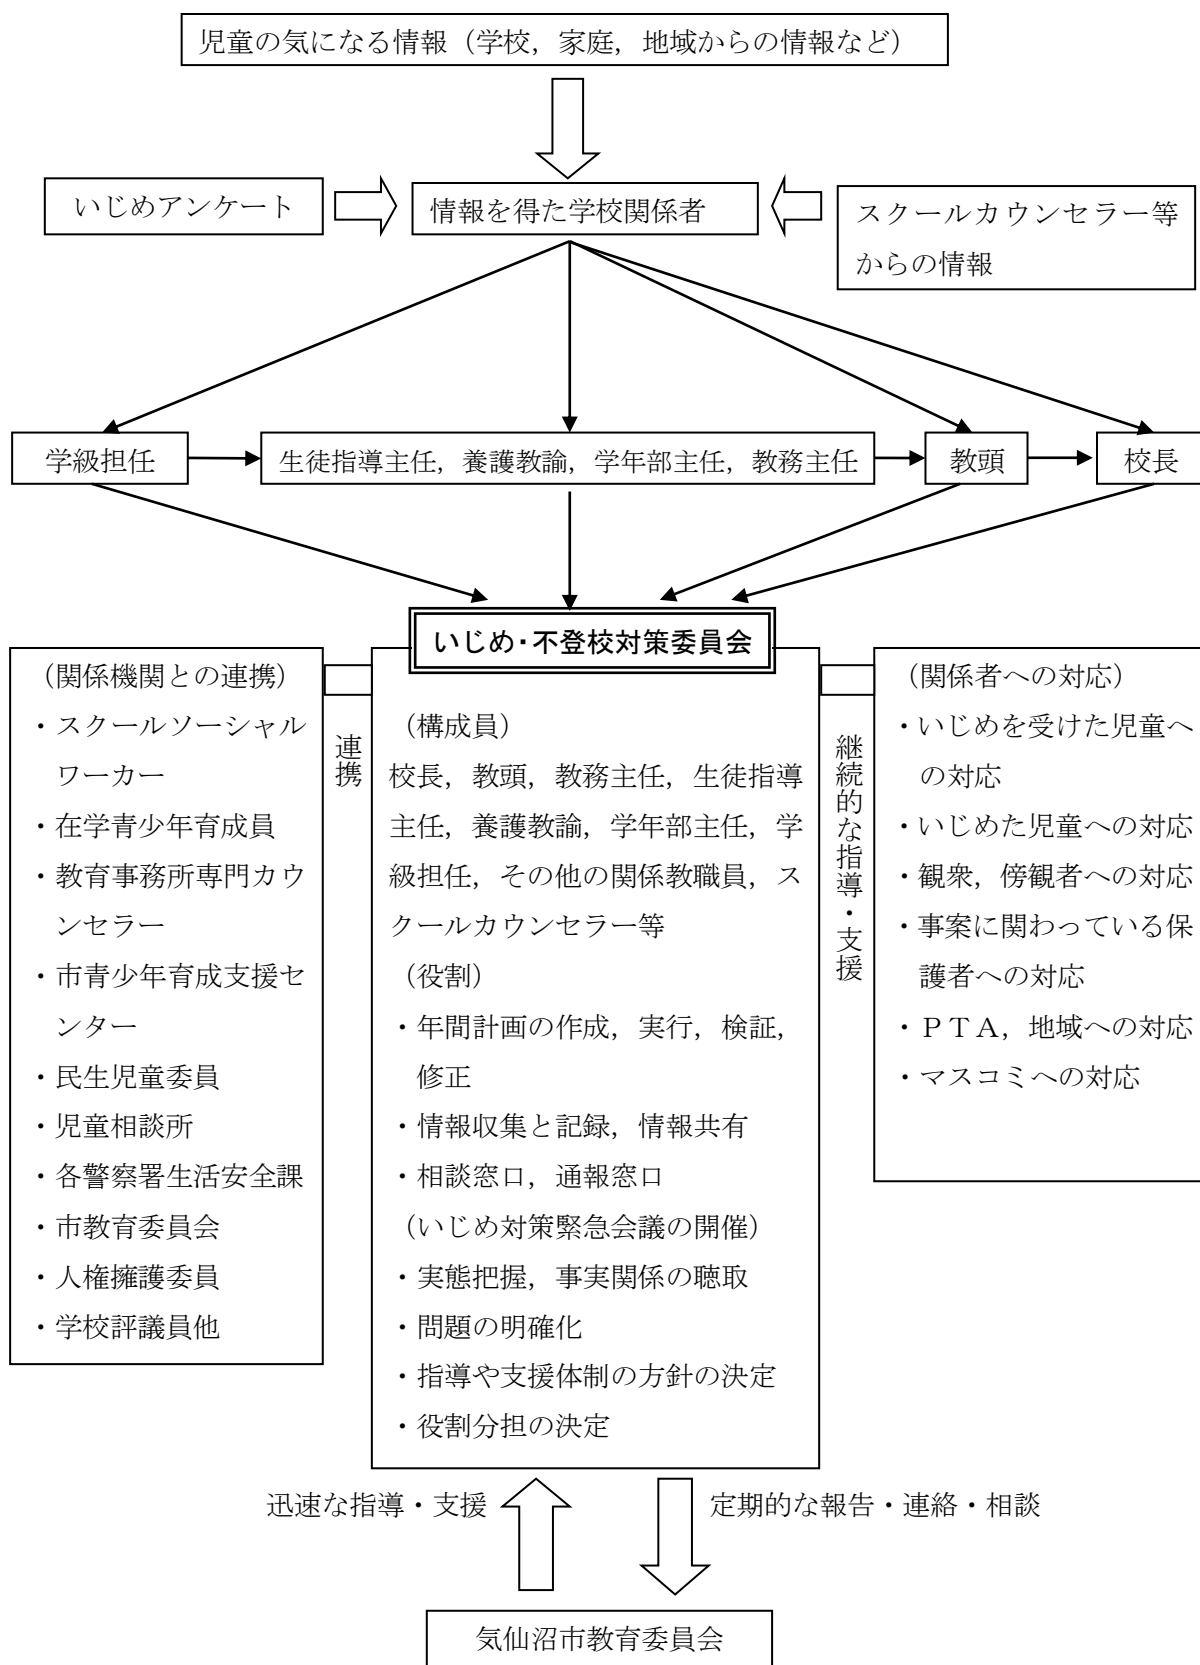 児童の気になる情報（学校，家庭，地域からの情報など）
いじめアンケート
情報を得た学校関係者
スクールカウンセラー等
からの情報
学級担任
生徒指導主任，養護教諭，学年部主任，教務主任
教頭
校長
いじめ・不登校対策委員会
（関係機関との連携）
・スクールソーシャル
ワーカー
・在学青少年育成員
・教育事務所専門カウ
ンセラー
・市青少年育成支援セ
ンター
・民生児童委員
・児童相談所
・各警察署生活安全課
・市教育委員会
・人権擁護委員
・学校評議員他
連携
（構成員）
校長，教頭，教務主任，生徒指導
主任，養護教諭，学年部主任，学
級担任，その他の関係教職員，ス
クールカウンセラー等
（役割）
・年間計画の作成，実行，検証，
修正
・情報収集と記録，情報共有
・相談窓口，通報窓口
（いじめ対策緊急会議の開催）
・実態把握，事実関係の聴取
・問題の明確化
・指導や支援体制の方針の決定
・役割分担の決定
継続的な指導・支援
（関係者への対応）
・いじめを受けた児童へ
の対応
・いじめた児童への対応
・観衆，傍観者への対応
・事案に関わっている保
護者への対応
・ＰＴＡ，地域への対応
・マスコミへの対応
迅速な指導・支援
定期的な報告・連絡・相談
気仙沼市教育委員会